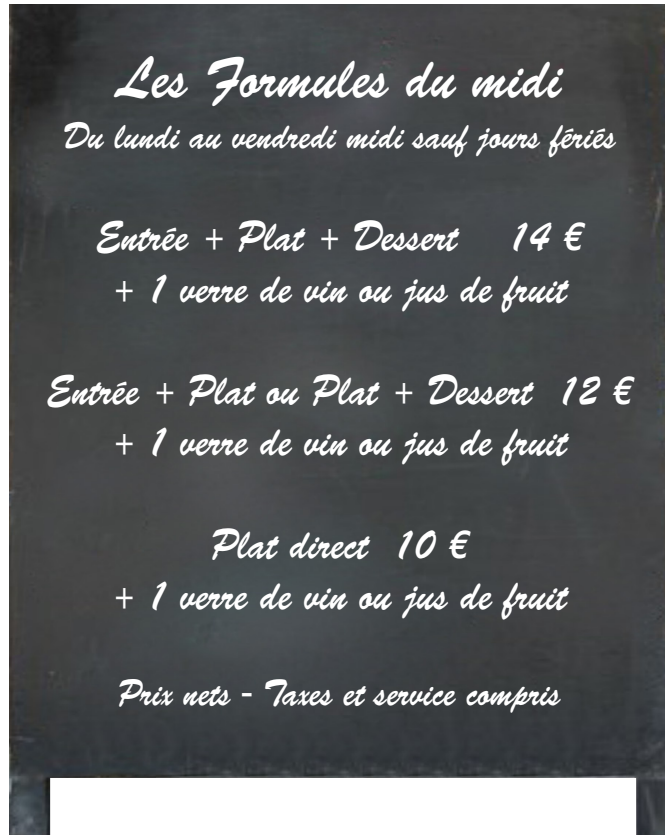 Les Formules du midi
Du lundi au vendredi midi sauf jours fériés
Entrée + Plat + Dessert 14 €
+ 1 verre de vin ou jus de fruit
Entrée + Plat ou Plat + Dessert 12 €
+ 1 verre de vin ou jus de fruit
Plat direct 10 €
+ 1 verre de vin ou jus de fruit
Prix nets - Taxes et service compris